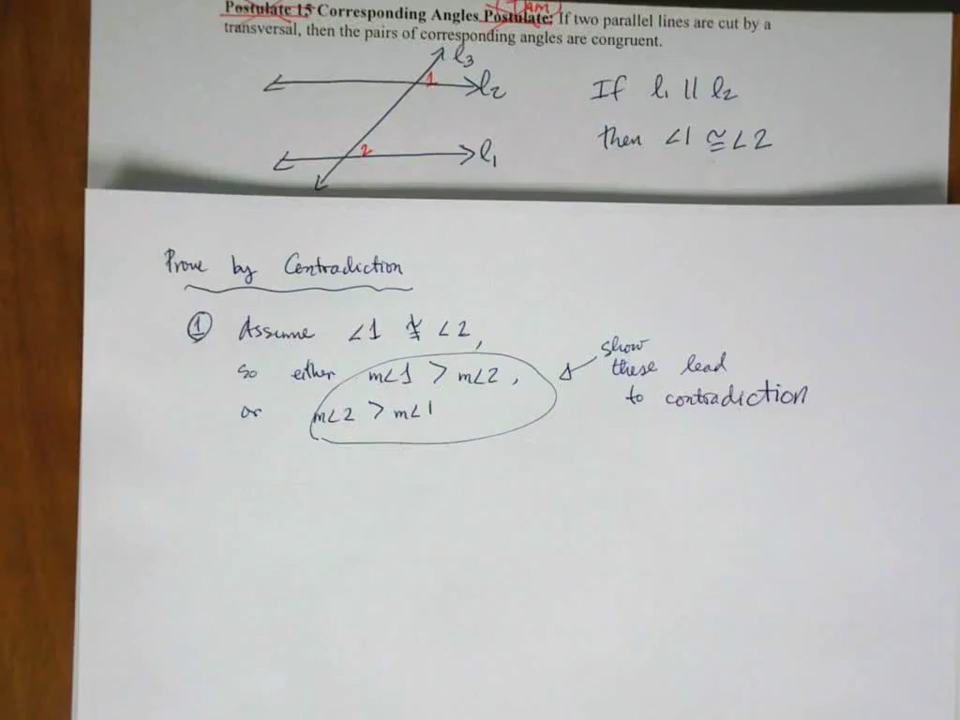 Postulate 15 Corresponding Angles Postulate: If two parallel lines are cut by a
transversal, then the pairs of corresponding angles are congruent.
l3
1
l2
If l1 || l2
2
l1
then ∠1 ≅ ∠2
Prove by Contradiction
① Assume ∠1 ≇ ∠2,
so either m∠1 > m∠2,
or m∠2 > m∠1
show
these lead
to contradiction